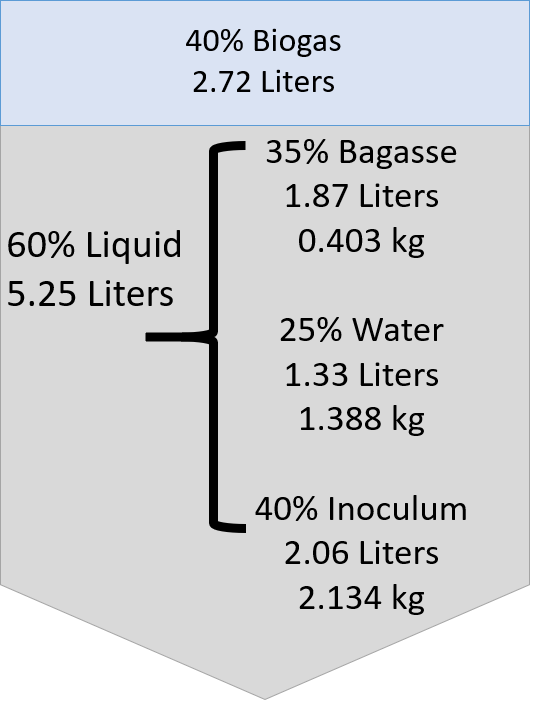 40% Biogas
2.72 Liters
60% Liquid
5.25 Liters
35% Bagasse
1.87 Liters
0.403 kg
25% Water
1.33 Liters
1.388 kg
40% Inoculum
2.06 Liters
2.134 kg